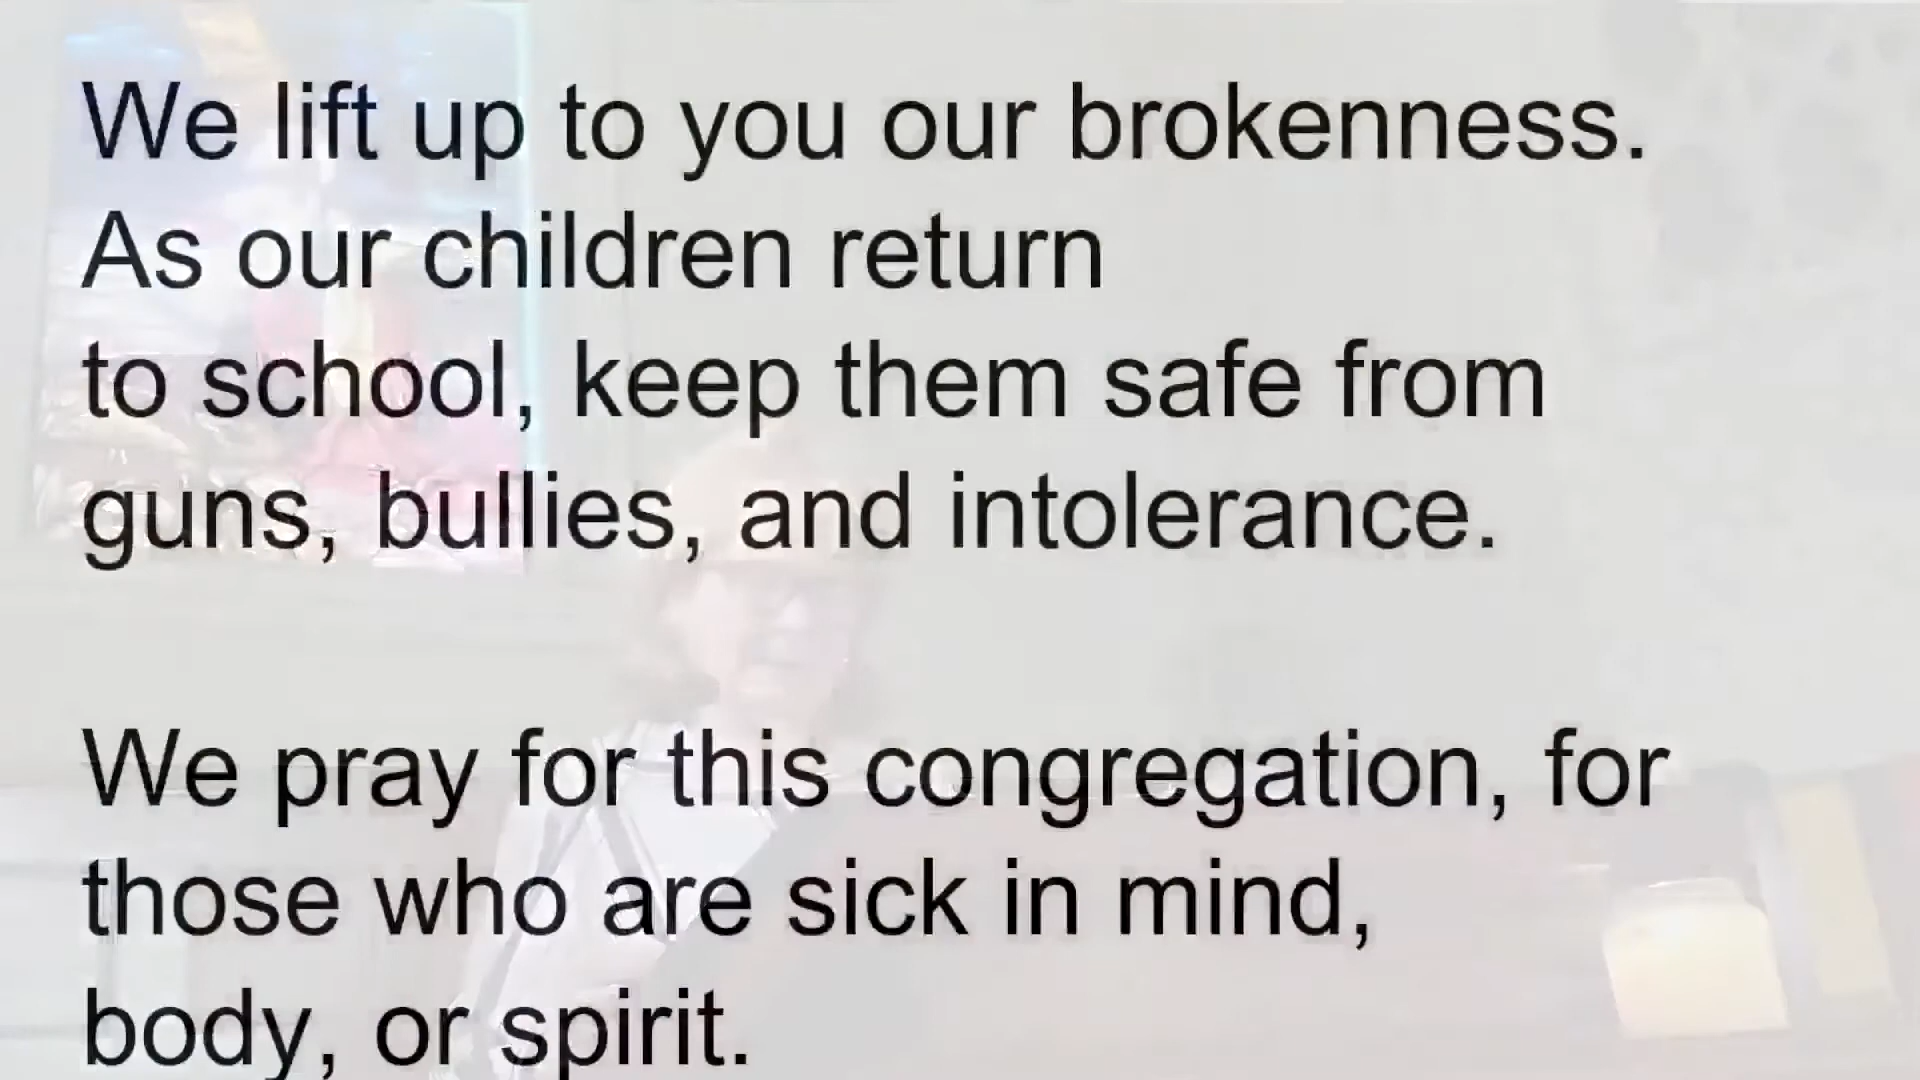 We lift up to you our brokenness.
As our children return
to school, keep them safe from
guns, bullies, and intolerance.
We pray for this congregation, for
those who are sick in mind,
body, or spirit.